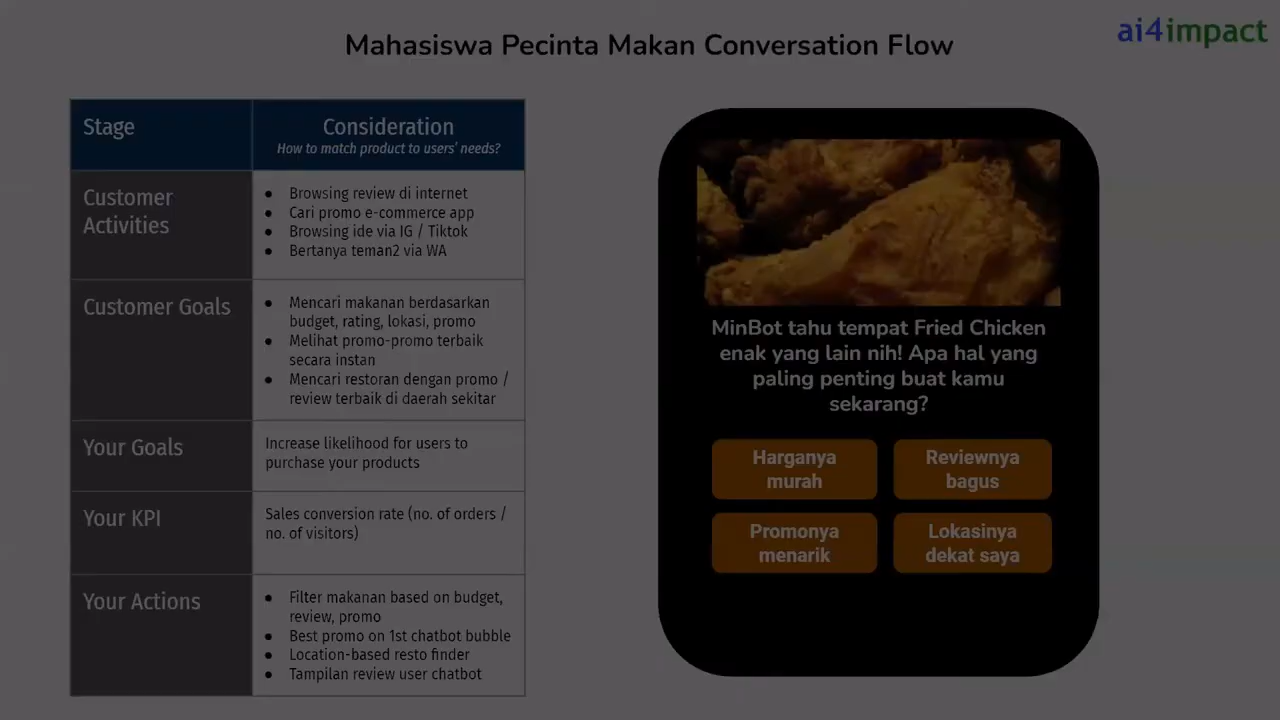 Mahasiswa Pecinta Makan Conversation Flow
ai4impact
Stage
Consideration
How to match product to users' needs?
Customer
Activities
● Browsing review di internet
● Cari promo e-commerce app
● Browsing ide via IG / Tiktok
● Bertanya teman2 via WA
Customer Goals
● Mencari makanan berdasarkan
budget, rating, lokasi, promo
● Melihat promo-promo terbaik
secara instan
● Mencari restoran dengan promo /
review terbaik di daerah sekitar
Your Goals
Increase likelihood for users to
purchase your products
Your KPI
Sales conversion rate (no. of orders /
no. of visitors)
Your Actions
● Filter makanan based on budget,
review, promo
● Best promo on 1st chatbot bubble
● Location-based resto finder
● Tampilan review user chatbot
MinBot tahu tempat Fried Chicken
enak yang lain nih! Apa hal yang
paling penting buat kamu
sekarang?
Harganya
murah
Reviewnya
bagus
Promonya
menarik
Lokasinya
dekat saya